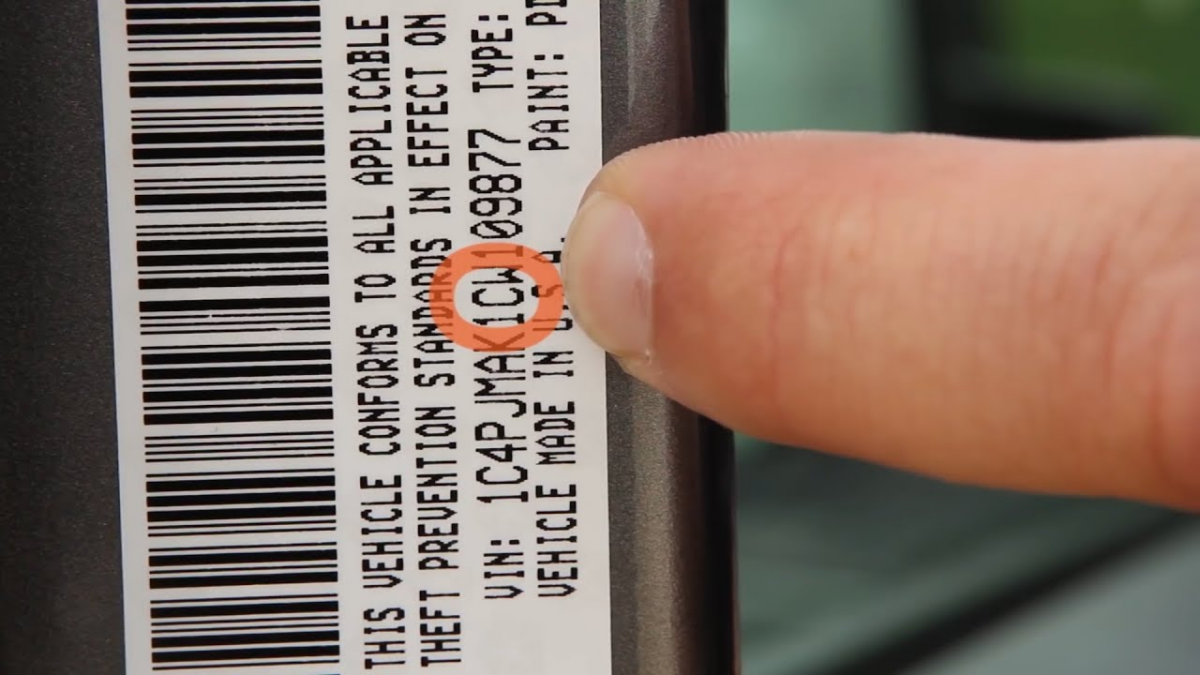 THIS VEHICLE CONFORMS TO ALL APPLICABLE
THEFT PREVENTION STANDARDS IN EFFECT ON
VIN: 1C4PJMAK1CW109877 TYPE:
VEHICLE MADE IN U.S.A. PAINT: